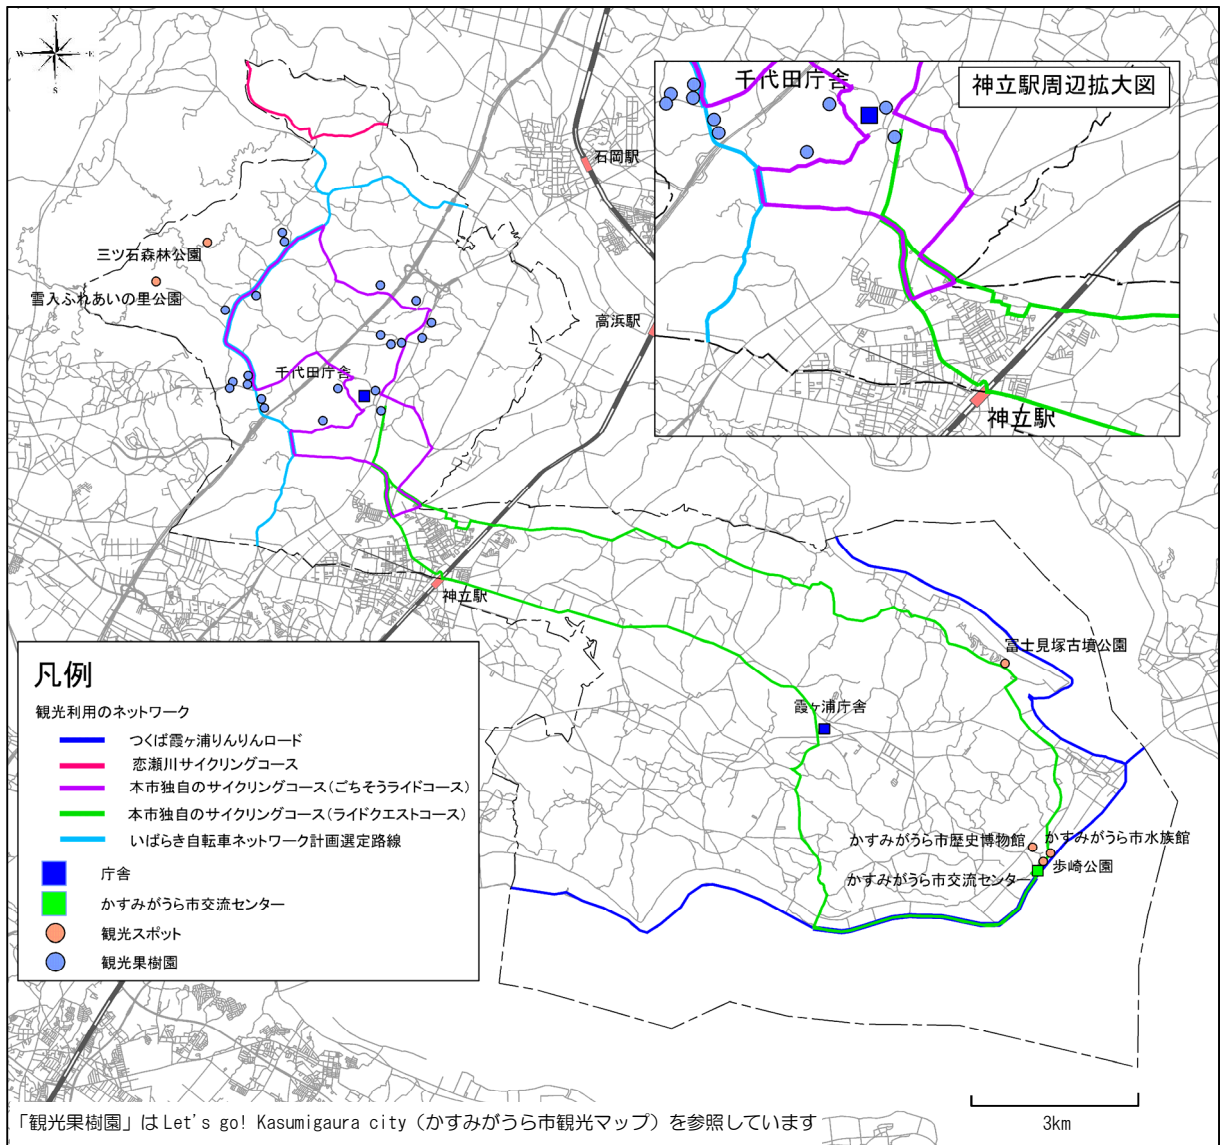 N
W
E
S
神立駅周辺拡大図
千代田庁舎
神立駅
石岡駅
三ツ石森林公園
雪入ふれあいの里公園
高浜駅
千代田庁舎
神立駅
富士見塚古墳公園
霞ヶ浦庁舎
かすみがうら市歴史博物館
かすみがうら市水族館
歩崎公園
かすみがうら市交流センター
凡例
観光利用のネットワーク
つくば霞ヶ浦りんりんロード
恋瀬川サイクリングコース
本市独自のサイクリングコース(ごちそうライドコース)
本市独自のサイクリングコース(ライドクエストコース)
いばらき自転車ネットワーク計画選定路線
庁舎
かすみがうら市交流センター
観光スポット
観光果樹園
3km
「観光果樹園」は Let's go! Kasumigaura city（かすみがうら市観光マップ）を参照しています